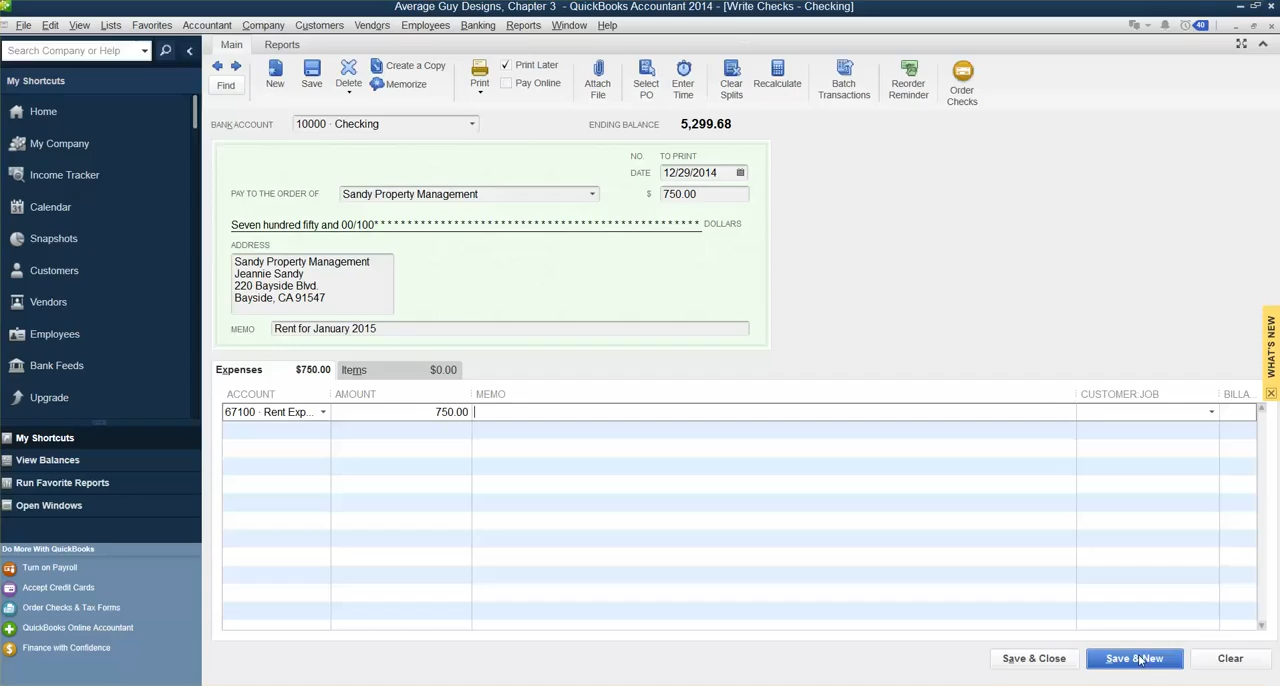 Average Guy Designs, Chapter 3 - QuickBooks Accountant 2014 - [Write Checks - Checking]
File Edit View Lists Favorites Accountant Company Customers Vendors Employees Banking Reports Window Help
40
Search Company or Help
Main Reports
My Shortcuts
Home
My Company
Income Tracker
Calendar
Snapshots
Customers
Vendors
Employees
Bank Feeds
Upgrade
My Shortcuts
View Balances
Run Favorite Reports
Open Windows
Do More With QuickBooks
Turn on Payroll
Accept Credit Cards
Order Checks & Tax Forms
QuickBooks Online Accountant
Finance with Confidence
Find
New
Save
Delete
Create a Copy
Memorize
Print
Print Later
Pay Online
Attach File
Select PO
Enter Time
Clear Splits
Recalculate
Batch Transactions
Reorder Reminder
Order Checks
BANK ACCOUNT 10000 · Checking ENDING BALANCE 5,299.68
NO. TO PRINT
DATE 12/29/2014
PAY TO THE ORDER OF Sandy Property Management $ 750.00
Seven hundred fifty and 00/100* * * * * * * * * * * * * * * * * * * * * * * * * * * * * * * * * * * * * * * * * * * * * * * * * * DOLLARS
ADDRESS
Sandy Property Management
Jeannie Sandy
220 Bayside Blvd.
Bayside, CA 91547
MEMO Rent for January 2015
Expenses $750.00 Items $0.00
ACCOUNT AMOUNT MEMO CUSTOMER:JOB BILLA...
67100 · Rent Exp... 750.00
Save & Close Save & New Clear
WHAT'S NEW